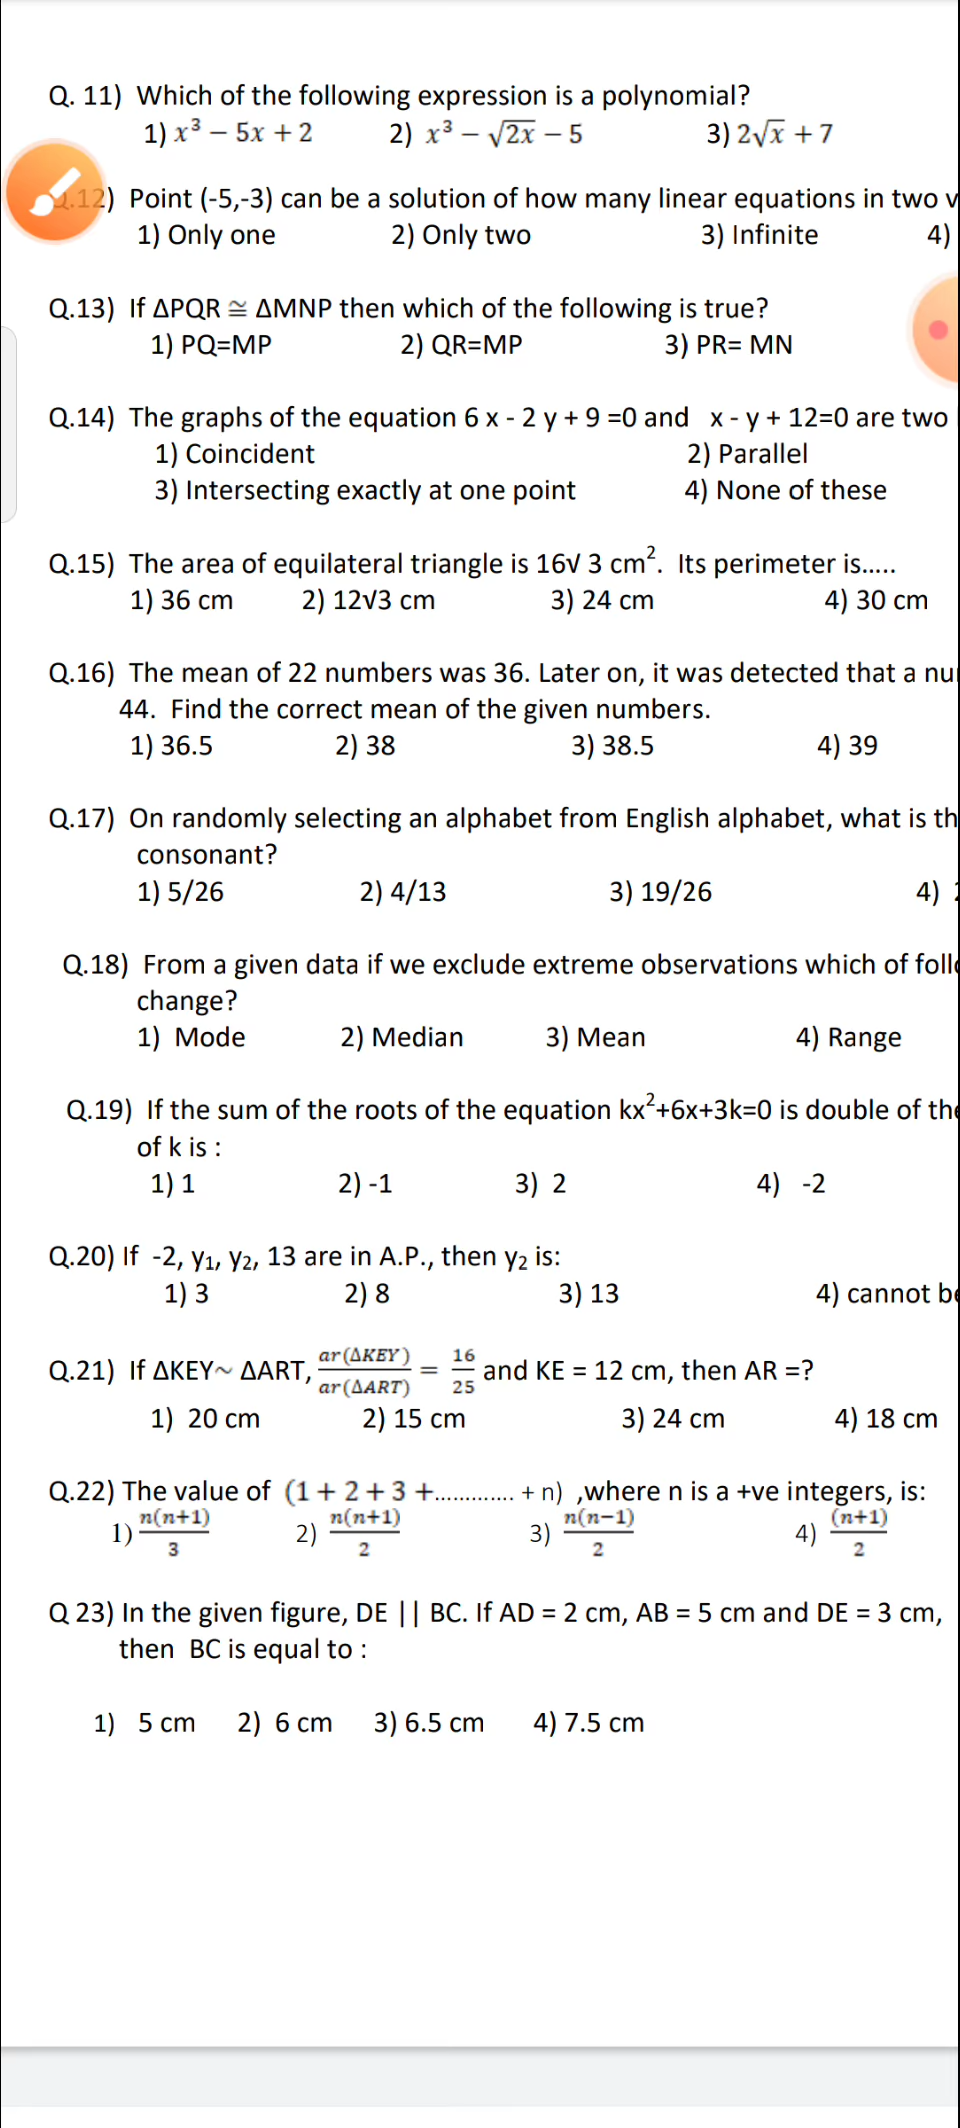 Q. 11) Which of the following expression is a polynomial?
1) x³ − 5x + 2 2) x³ − √2x − 5 3) 2√x + 7
Q.12) Point (-5,-3) can be a solution of how many linear equations in two
1) Only one 2) Only two 3) Infinite 4)
Q.13) If ΔPQR ≅ ΔMNP then which of the following is true?
1) PQ=MP 2) QR=MP 3) PR= MN
Q.14) The graphs of the equation 6 x - 2 y + 9 =0 and x - y + 12=0 are two
1) Coincident 2) Parallel
3) Intersecting exactly at one point 4) None of these
Q.15) The area of equilateral triangle is 16√ 3 cm². Its perimeter is.....
1) 36 cm 2) 12√3 cm 3) 24 cm 4) 30 cm
Q.16) The mean of 22 numbers was 36. Later on, it was detected that a
44. Find the correct mean of the given numbers.
1) 36.5 2) 38 3) 38.5 4) 39
Q.17) On randomly selecting an alphabet from English alphabet, what is
consonant?
1) 5/26 2) 4/13 3) 19/26 4)
Q.18) From a given data if we exclude extreme observations which of
change?
1) Mode 2) Median 3) Mean 4) Range
Q.19) If the sum of the roots of the equation kx²+6x+3k=0 is double of
of k is :
1) 1 2) -1 3) 2 4) -2
Q.20) If -2, y₁, y₂, 13 are in A.P., then y₂ is:
1) 3 2) 8 3) 13 4) cannot
Q.21) If ΔKEY~ ΔART, ar(ΔKEY)/ar(ΔART) = 16/25 and KE = 12 cm, then AR =?
1) 20 cm 2) 15 cm 3) 24 cm 4) 18 cm
Q.22) The value of (1 + 2 + 3 +............. + n) ,where n is a +ve integers, is:
1) n(n+1)/3 2) n(n+1)/2 3) n(n−1)/2 4) (n+1)/2
Q 23) In the given figure, DE || BC. If AD = 2 cm, AB = 5 cm and DE = 3 cm,
then BC is equal to :
1) 5 cm 2) 6 cm 3) 6.5 cm 4) 7.5 cm